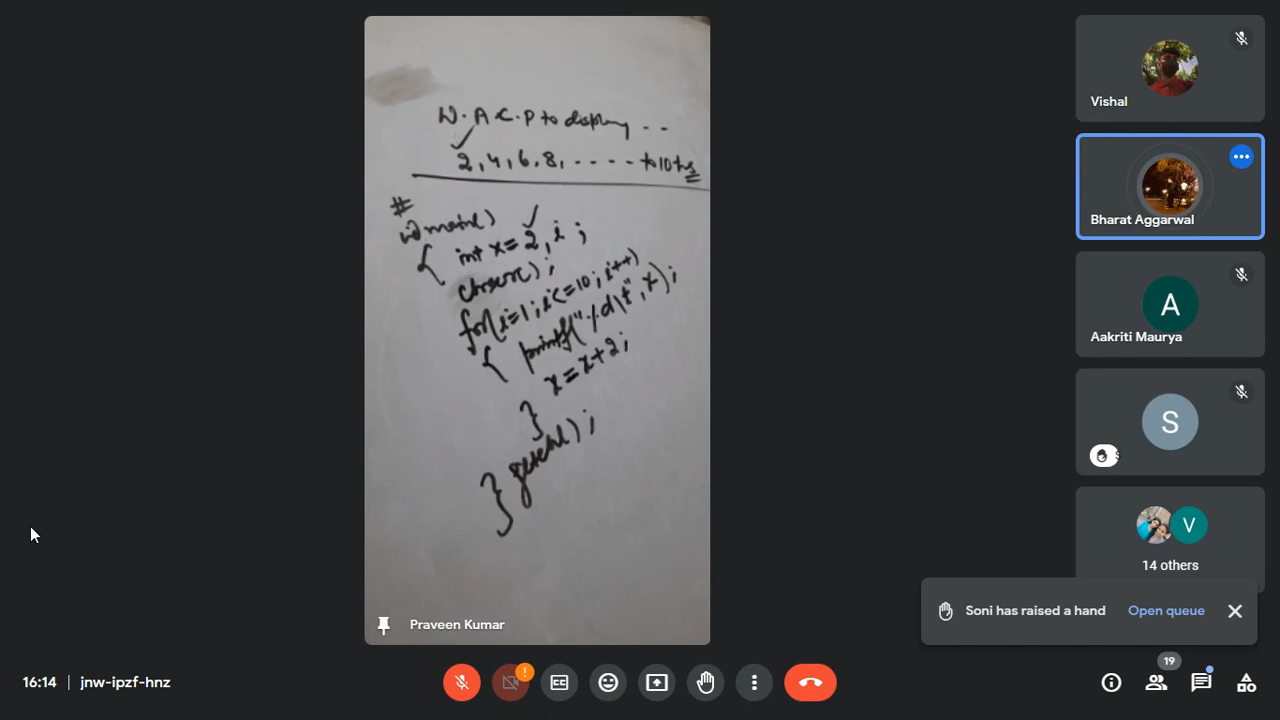 W.A.C.P to display ..
2, 4, 6, 8, ..... to 10 trs
#
void main()
{ int x=2, i;
clrscr();
for(i=1; i<=10; i++)
{ printf("%d\t", x);
x=x+2;
}
getch();
}
Praveen Kumar
Vishal
Bharat Aggarwal
A
Aakriti Maurya
S
V
14 others
Soni has raised a hand
Open queue
16:14 | jnw-ipzf-hnz
19